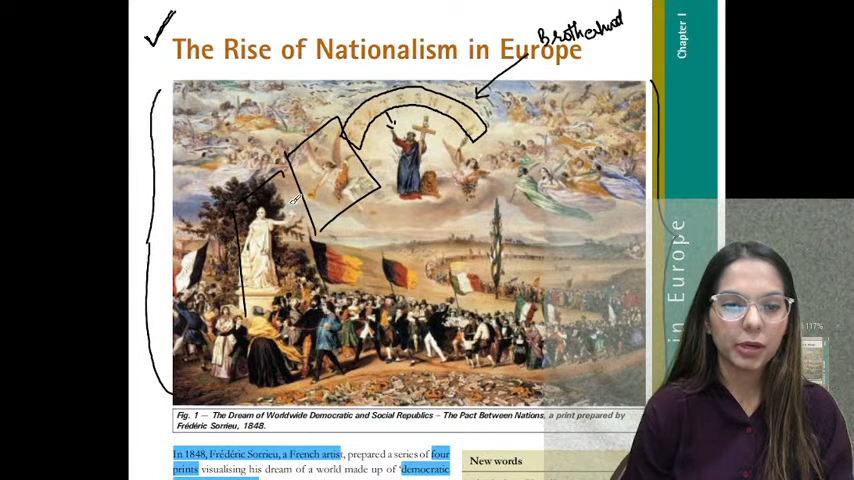 Brotherhood
The Rise of Nationalism in Europe
Chapter I
in Europe
117%
Fig. 1 — The Dream of Worldwide Democratic and Social Republics – The Pact Between Nations, a print prepared by
Frédéric Sorrieu, 1848.
In 1848, Frédéric Sorrieu, a French artist, prepared a series of four
prints visualising his dream of a world made up of 'democratic
New words